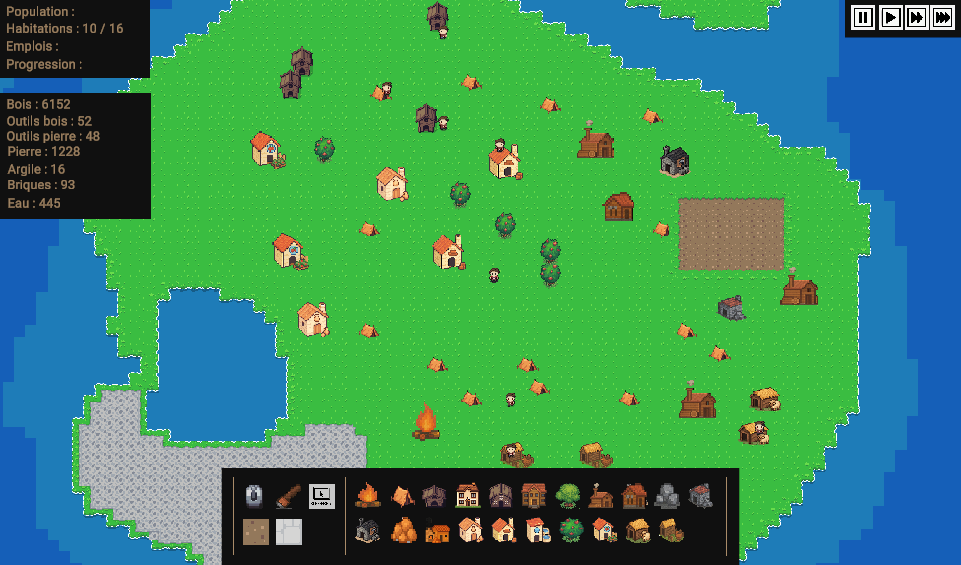 Population :
Habitations : 10 / 16
Emplois :
Progression :
Bois : 6152
Outils bois : 52
Outils pierre : 48
Pierre : 1228
Argile : 16
Briques : 93
Eau : 445